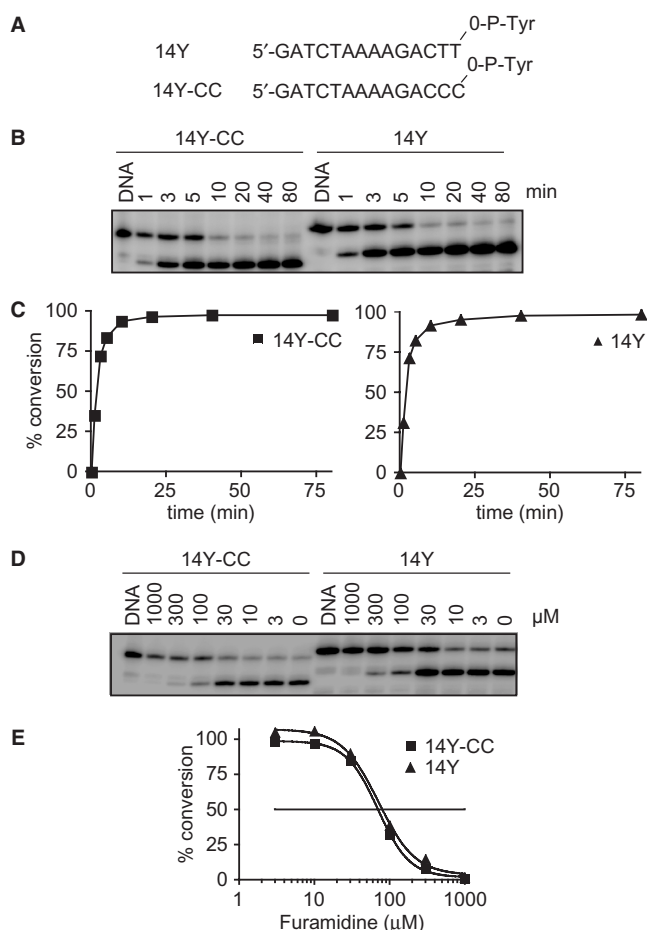 A
0-P-Tyr
14Y 5′-GATCTAAAAGACTT
0-P-Tyr
14Y-CC 5′-GATCTAAAAGACCC
B
14Y-CC 14Y
DNA 1 3 5 10 20 40 80 DNA 1 3 5 10 20 40 80 min
C
% conversion
100
75
50
25
0
0 25 50 75
time (min)
14Y-CC
100
75
50
25
0
0 25 50 75
time (min)
14Y
D
14Y-CC 14Y
DNA 1000 300 100 30 10 3 0 DNA 1000 300 100 30 10 3 0 μM
E
% conversion
100
75
50
25
0
1 10 100 1000
Furamidine (μM)
14Y-CC
14Y